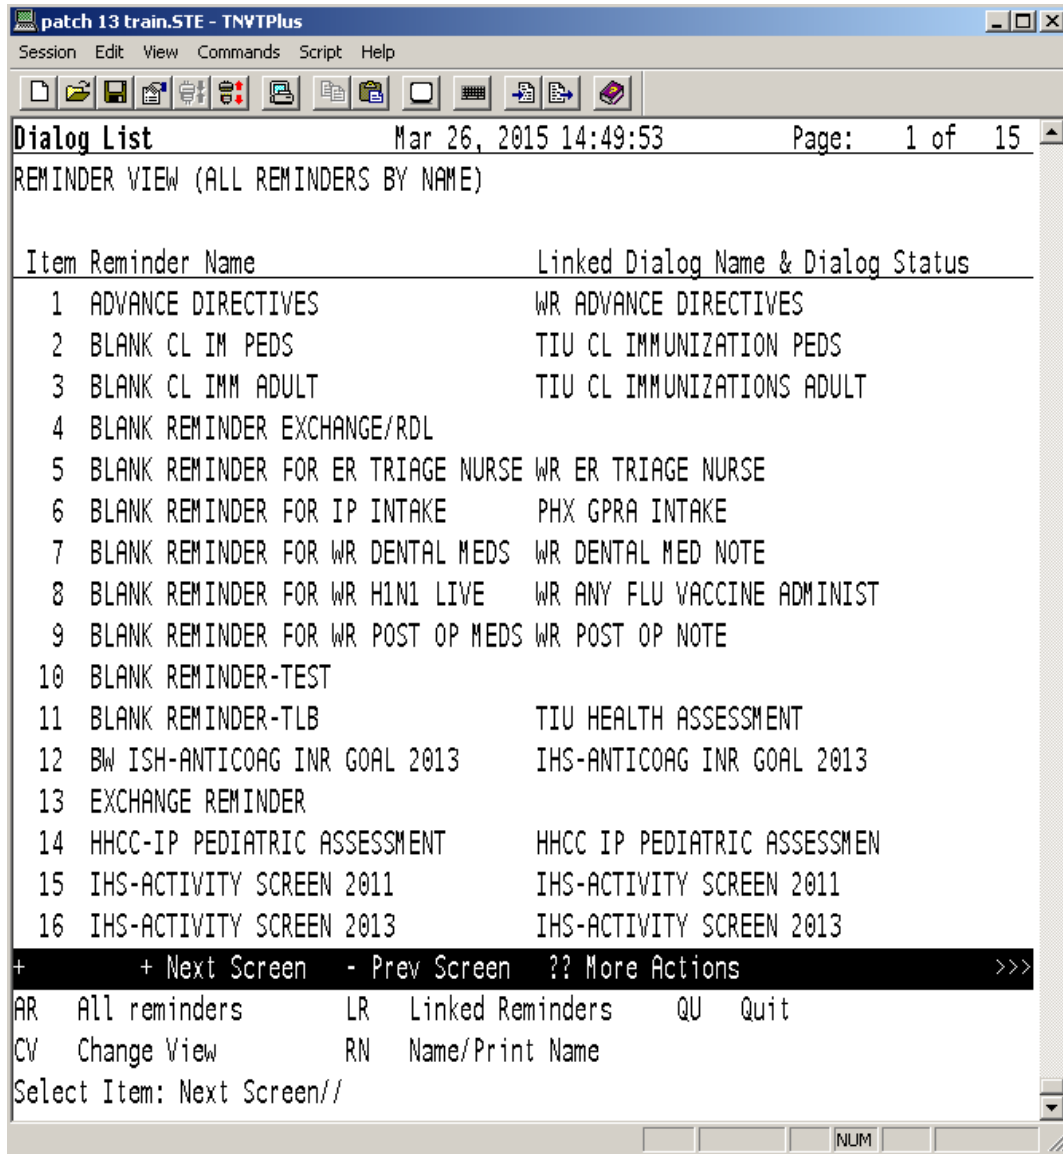 patch 13 train.STE - TNVTPlus
Session Edit View Commands Script Help
Dialog List Mar 26, 2015 14:49:53 Page: 1 of 15
REMINDER VIEW (ALL REMINDERS BY NAME)
Item Reminder Name Linked Dialog Name & Dialog Status
1 ADVANCE DIRECTIVES WR ADVANCE DIRECTIVES
2 BLANK CL IM PEDS TIU CL IMMUNIZATION PEDS
3 BLANK CL IMM ADULT TIU CL IMMUNIZATIONS ADULT
4 BLANK REMINDER EXCHANGE/RDL
5 BLANK REMINDER FOR ER TRIAGE NURSE WR ER TRIAGE NURSE
6 BLANK REMINDER FOR IP INTAKE PHX GPRA INTAKE
7 BLANK REMINDER FOR WR DENTAL MEDS WR DENTAL MED NOTE
8 BLANK REMINDER FOR WR H1N1 LIVE WR ANY FLU VACCINE ADMINIST
9 BLANK REMINDER FOR WR POST OP MEDS WR POST OP NOTE
10 BLANK REMINDER-TEST
11 BLANK REMINDER-TLB TIU HEALTH ASSESSMENT
12 BW ISH-ANTICOAG INR GOAL 2013 IHS-ANTICOAG INR GOAL 2013
13 EXCHANGE REMINDER
14 HHCC-IP PEDIATRIC ASSESSMENT HHCC IP PEDIATRIC ASSESSMEN
15 IHS-ACTIVITY SCREEN 2011 IHS-ACTIVITY SCREEN 2011
16 IHS-ACTIVITY SCREEN 2013 IHS-ACTIVITY SCREEN 2013
+ + Next Screen - Prev Screen ?? More Actions >>>
AR All reminders LR Linked Reminders QU Quit
CV Change View RN Name/Print Name
Select Item: Next Screen//
NUM